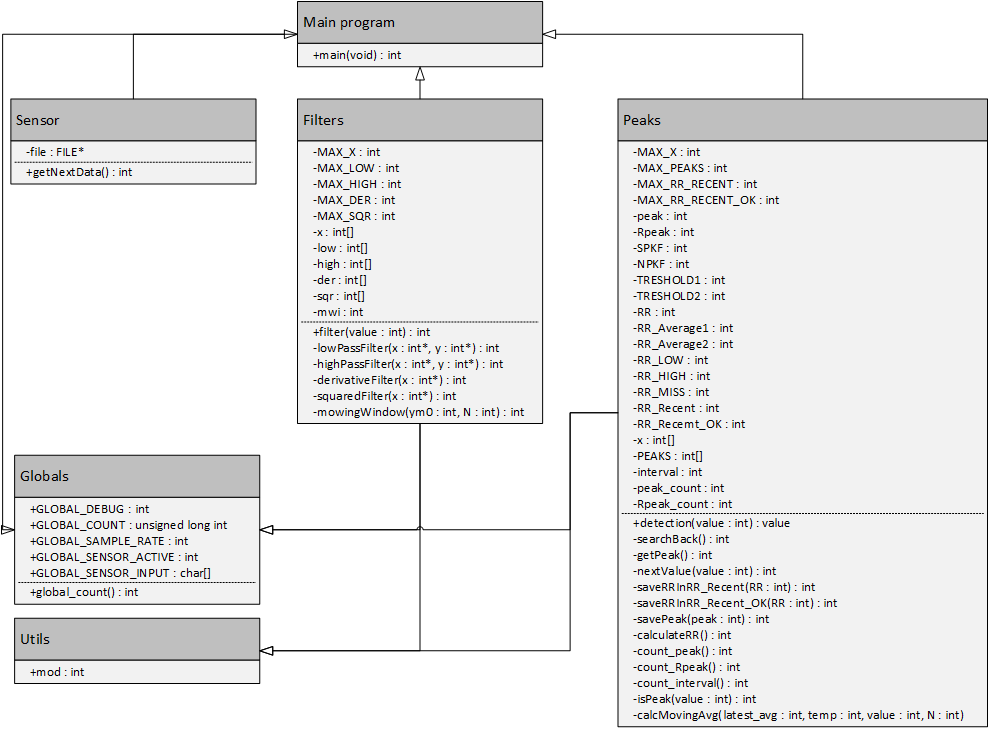 Main program
+main(void) : int
Sensor
-file : FILE*
+getNextData() : int
Filters
-MAX_X : int
-MAX_LOW : int
-MAX_HIGH : int
-MAX_DER : int
-MAX_SQR : int
-x : int[]
-low : int[]
-high : int[]
-der : int[]
-sqr : int[]
-mwi : int
+filter(value : int) : int
-lowPassFilter(x : int*, y : int*) : int
-highPassFilter(x : int*, y : int*) : int
-derivativeFilter(x : int*) : int
-squaredFilter(x : int*) : int
-mowingWindow(ym0 : int, N : int) : int
Peaks
-MAX_X : int
-MAX_PEAKS : int
-MAX_RR_RECENT : int
-MAX_RR_RECENT_OK : int
-peak : int
-Rpeak : int
-SPKF : int
-NPKF : int
-TRESHOLD1 : int
-TRESHOLD2 : int
-RR : int
-RR_Average1 : int
-RR_Average2 : int
-RR_LOW : int
-RR_HIGH : int
-RR_MISS : int
-RR_Recent : int
-RR_Recemt_OK : int
-x : int[]
-PEAKS : int[]
-interval : int
-peak_count : int
-Rpeak_count : int
+detection(value : int) : value
-searchBack() : int
-getPeak() : int
-nextValue(value : int) : int
-saveRRInRR_Recent(RR : int) : int
-saveRRInRR_Recent_OK(RR : int) : int
-savePeak(peak : int) : int
-calculateRR() : int
-count_peak() : int
-count_Rpeak() : int
-count_interval() : int
-isPeak(value : int) : int
-calcMovingAvg(latest_avg : int, temp : int, value : int, N : int)
Globals
+GLOBAL_DEBUG : int
+GLOBAL_COUNT : unsigned long int
+GLOBAL_SAMPLE_RATE : int
+GLOBAL_SENSOR_ACTIVE : int
+GLOBAL_SENSOR_INPUT : char[]
+global_count() : int
Utils
+mod : int